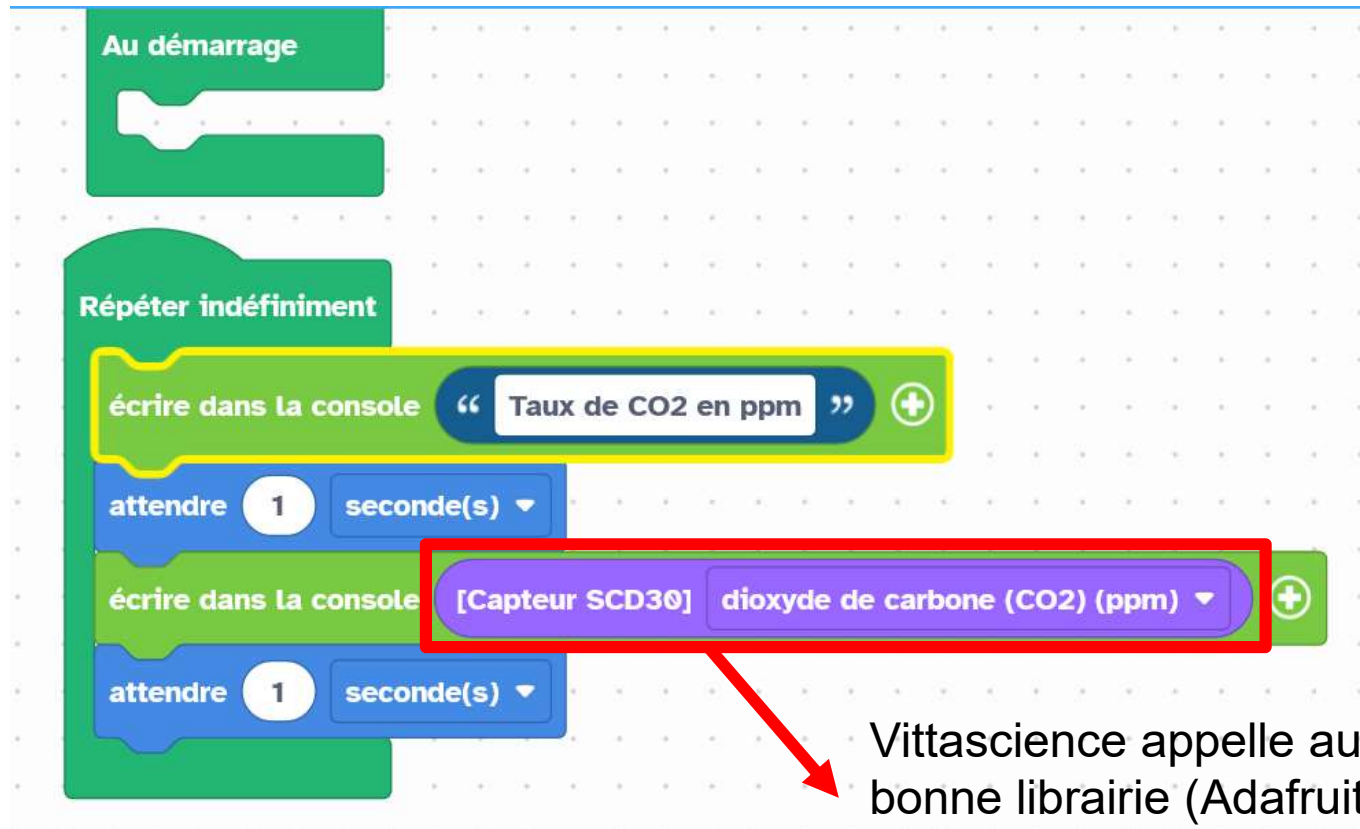 Au démarrage
Répéter indéfiniment
écrire dans la console “ Taux de CO2 en ppm ”
attendre 1 seconde(s)
écrire dans la console [Capteur SCD30] dioxyde de carbone (CO2) (ppm)
attendre 1 seconde(s)
Vittascience appelle au
bonne librairie (Adafruit